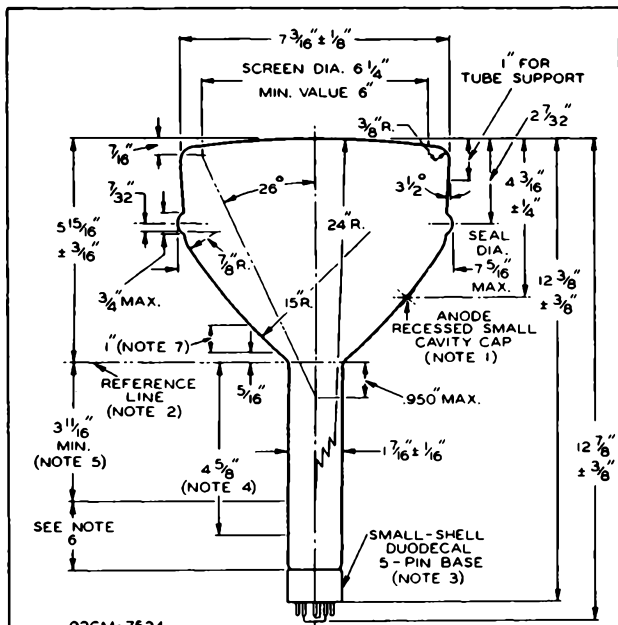 7 3/16" ± 1/8"
SCREEN DIA. 6 1/4"
MIN. VALUE 6"
1" FOR
TUBE SUPPORT
3/8" R.
2 7/32"
7/16"
26°
3 1/2°
4 3/16"
± 1/4"
7/32"
5 15/16"
± 3/16"
24" R.
SEAL
DIA.
7 5/16"
MAX.
7/8" R.
3/4" MAX.
15 R.
12 3/8"
± 3/8"
ANODE
RECESSED SMALL
CAVITY CAP
(NOTE 1)
1" (NOTE 7)
REFERENCE
LINE
(NOTE 2)
5/16"
.950" MAX.
3 11/16"
MIN.
(NOTE 5)
4 5/8"
(NOTE 4)
1 7/16" ± 1/16"
12 7/8"
± 3/8"
SEE NOTE
6
SMALL-SHELL
DUODECAL
5-PIN BASE
(NOTE 3)